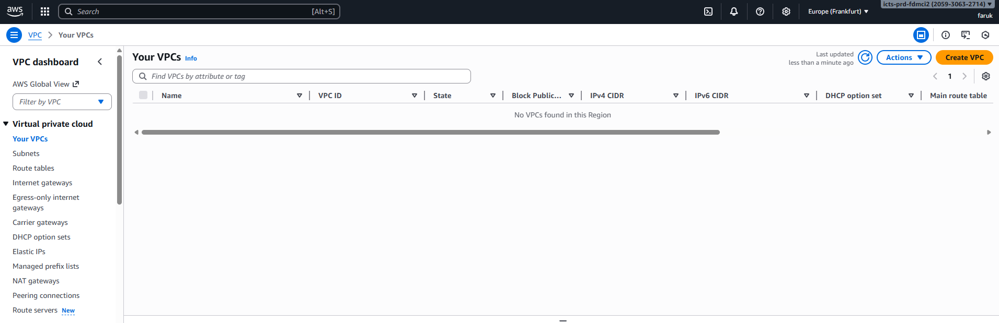 aws
Search [Alt+S]
Europe (Frankfurt)
icts-prd-fdmci2 (2059-3063-2714)
faruk
VPC > Your VPCs
VPC dashboard
AWS Global View
Filter by VPC
Virtual private cloud
Your VPCs
Subnets
Route tables
Internet gateways
Egress-only internet
gateways
Carrier gateways
DHCP option sets
Elastic IPs
Managed prefix lists
NAT gateways
Peering connections
Route servers New
Your VPCs Info
Last updated
less than a minute ago
Actions
Create VPC
Find VPCs by attribute or tag
1
Name VPC ID State Block Public... IPv4 CIDR IPv6 CIDR DHCP option set Main route table
No VPCs found in this Region